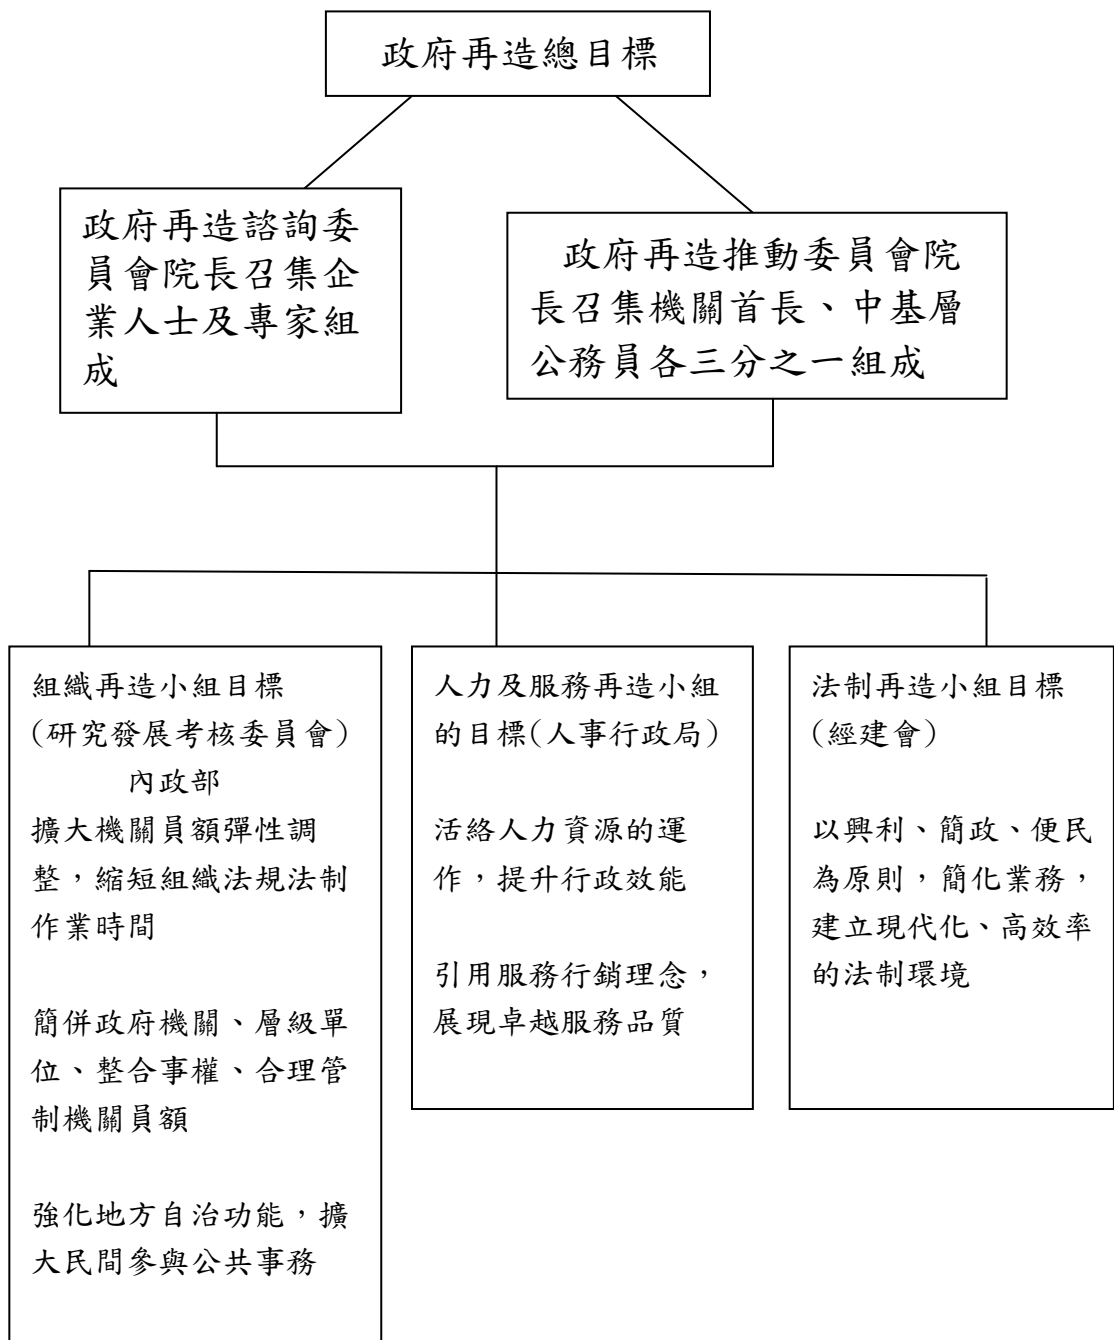 政府再造總目標
政府再造諮詢委
員會院長召集企
業人士及專家組
成
政府再造推動委員會院
長召集機關首長、中基層
公務員各三分之一組成
組織再造小組目標
(研究發展考核委員會)
內政部
擴大機關員額彈性調
整，縮短組織法規法制
作業時間
簡併政府機關、層級單
位、整合事權、合理管
制機關員額
強化地方自治功能，擴
大民間參與公共事務
人力及服務再造小組
的目標(人事行政局)
活絡人力資源的運
作，提升行政效能
引用服務行銷理念，
展現卓越服務品質
法制再造小組目標
(經建會)
以興利、簡政、便民
為原則，簡化業務，
建立現代化、高效率
的法制環境